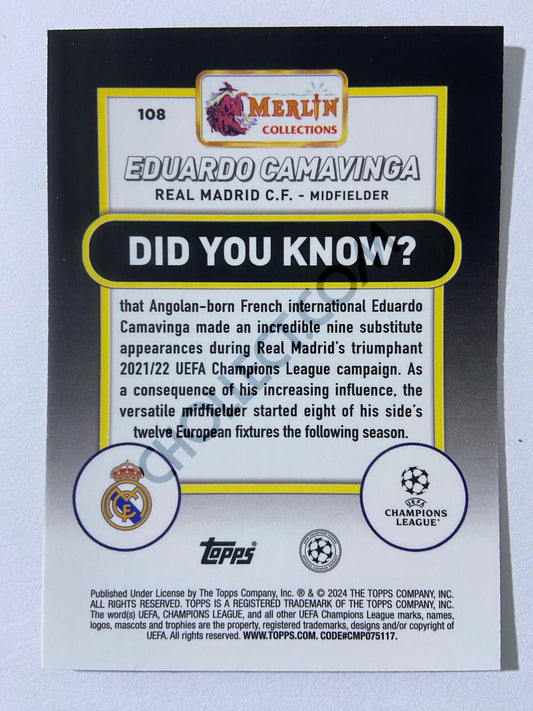 MERLIN
COLLECTIONS
108
EDUARDO CAMAVINGA
REAL MADRID C.F. - MIDFIELDER
DID YOU KNOW?
that Angolan-born French international Eduardo
Camavinga made an incredible nine substitute
appearances during Real Madrid's triumphant
2021/22 UEFA Champions League campaign. As
a consequence of his increasing influence, the
versatile midfielder started eight of his side's
twelve European fixtures the following season.
CHOLLECT.COM
UEFA
CHAMPIONS
LEAGUE
topps
Published Under License by The Topps Company, Inc. ® & © 2024 THE TOPPS COMPANY, INC.
ALL RIGHTS RESERVED. TOPPS IS A REGISTERED TRADEMARK OF THE TOPPS COMPANY, INC.
The word(s) UEFA, CHAMPIONS LEAGUE, and all other UEFA Champions League marks, names,
logos, mascots and trophies are the property, registered trademarks, designs and/or copyright of
UEFA. All rights reserved. WWW.TOPPS.COM. CODE#CMP075117.